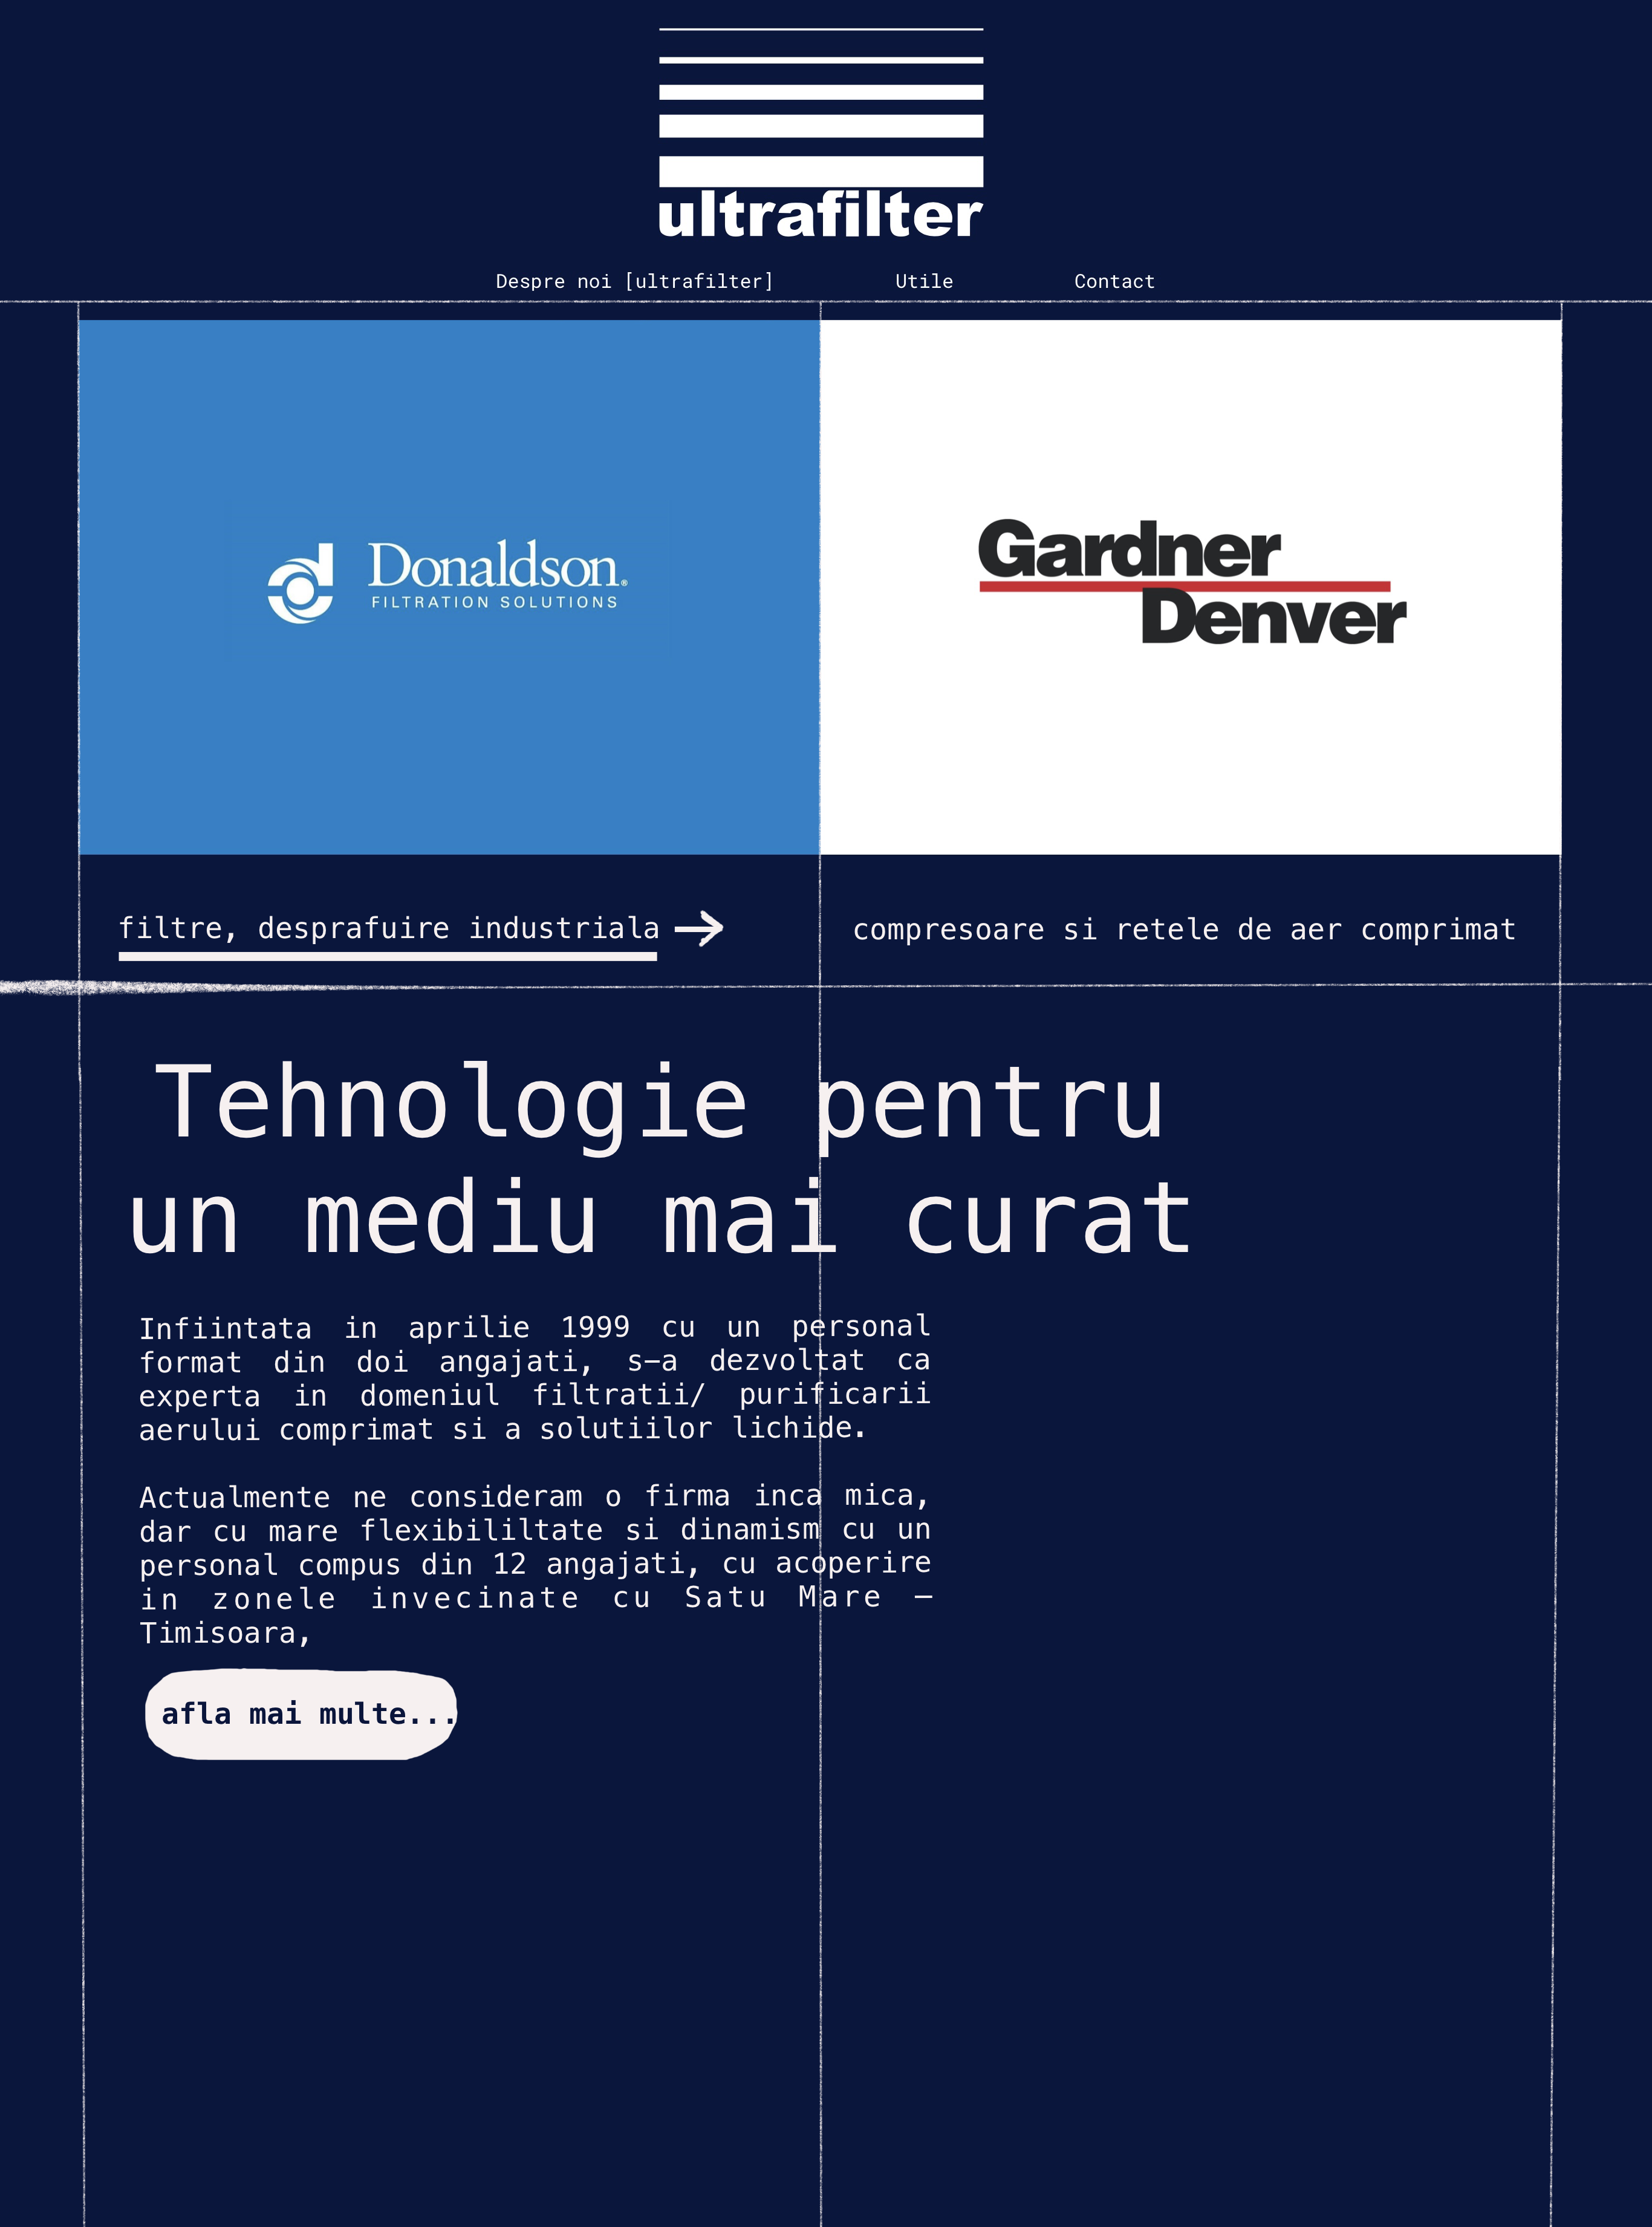 ultrafilter
Despre noi [ultrafilter] Utile Contact
Donaldson®
FILTRATION SOLUTIONS
Gardner
Denver
filtre, desprafuire industriala →
compresoare si retele de aer comprimat
Tehnologie pentru
un mediu mai curat
Infiintata in aprilie 1999 cu un personal
format din doi angajati, s–a dezvoltat ca
experta in domeniul filtratii/ purificarii
aerului comprimat si a solutiilor lichide.
Actualmente ne consideram o firma inca mica,
dar cu mare flexibililtate si dinamism cu un
personal compus din 12 angajati, cu acoperire
in zonele invecinate cu Satu Mare –
Timisoara,
afla mai multe...